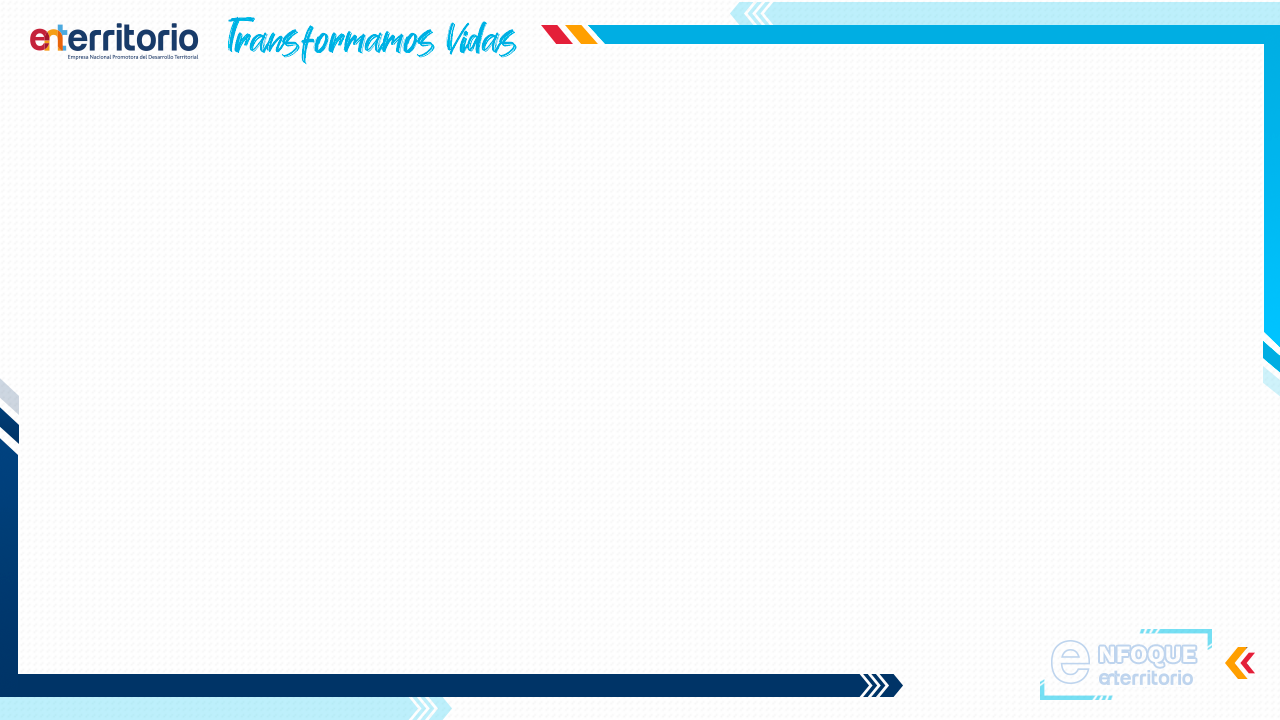 enterritorio
Empresa Nacional Promotora del Desarrollo Territorial
Transformamos Vidas
eNFOQUE
enterritorio